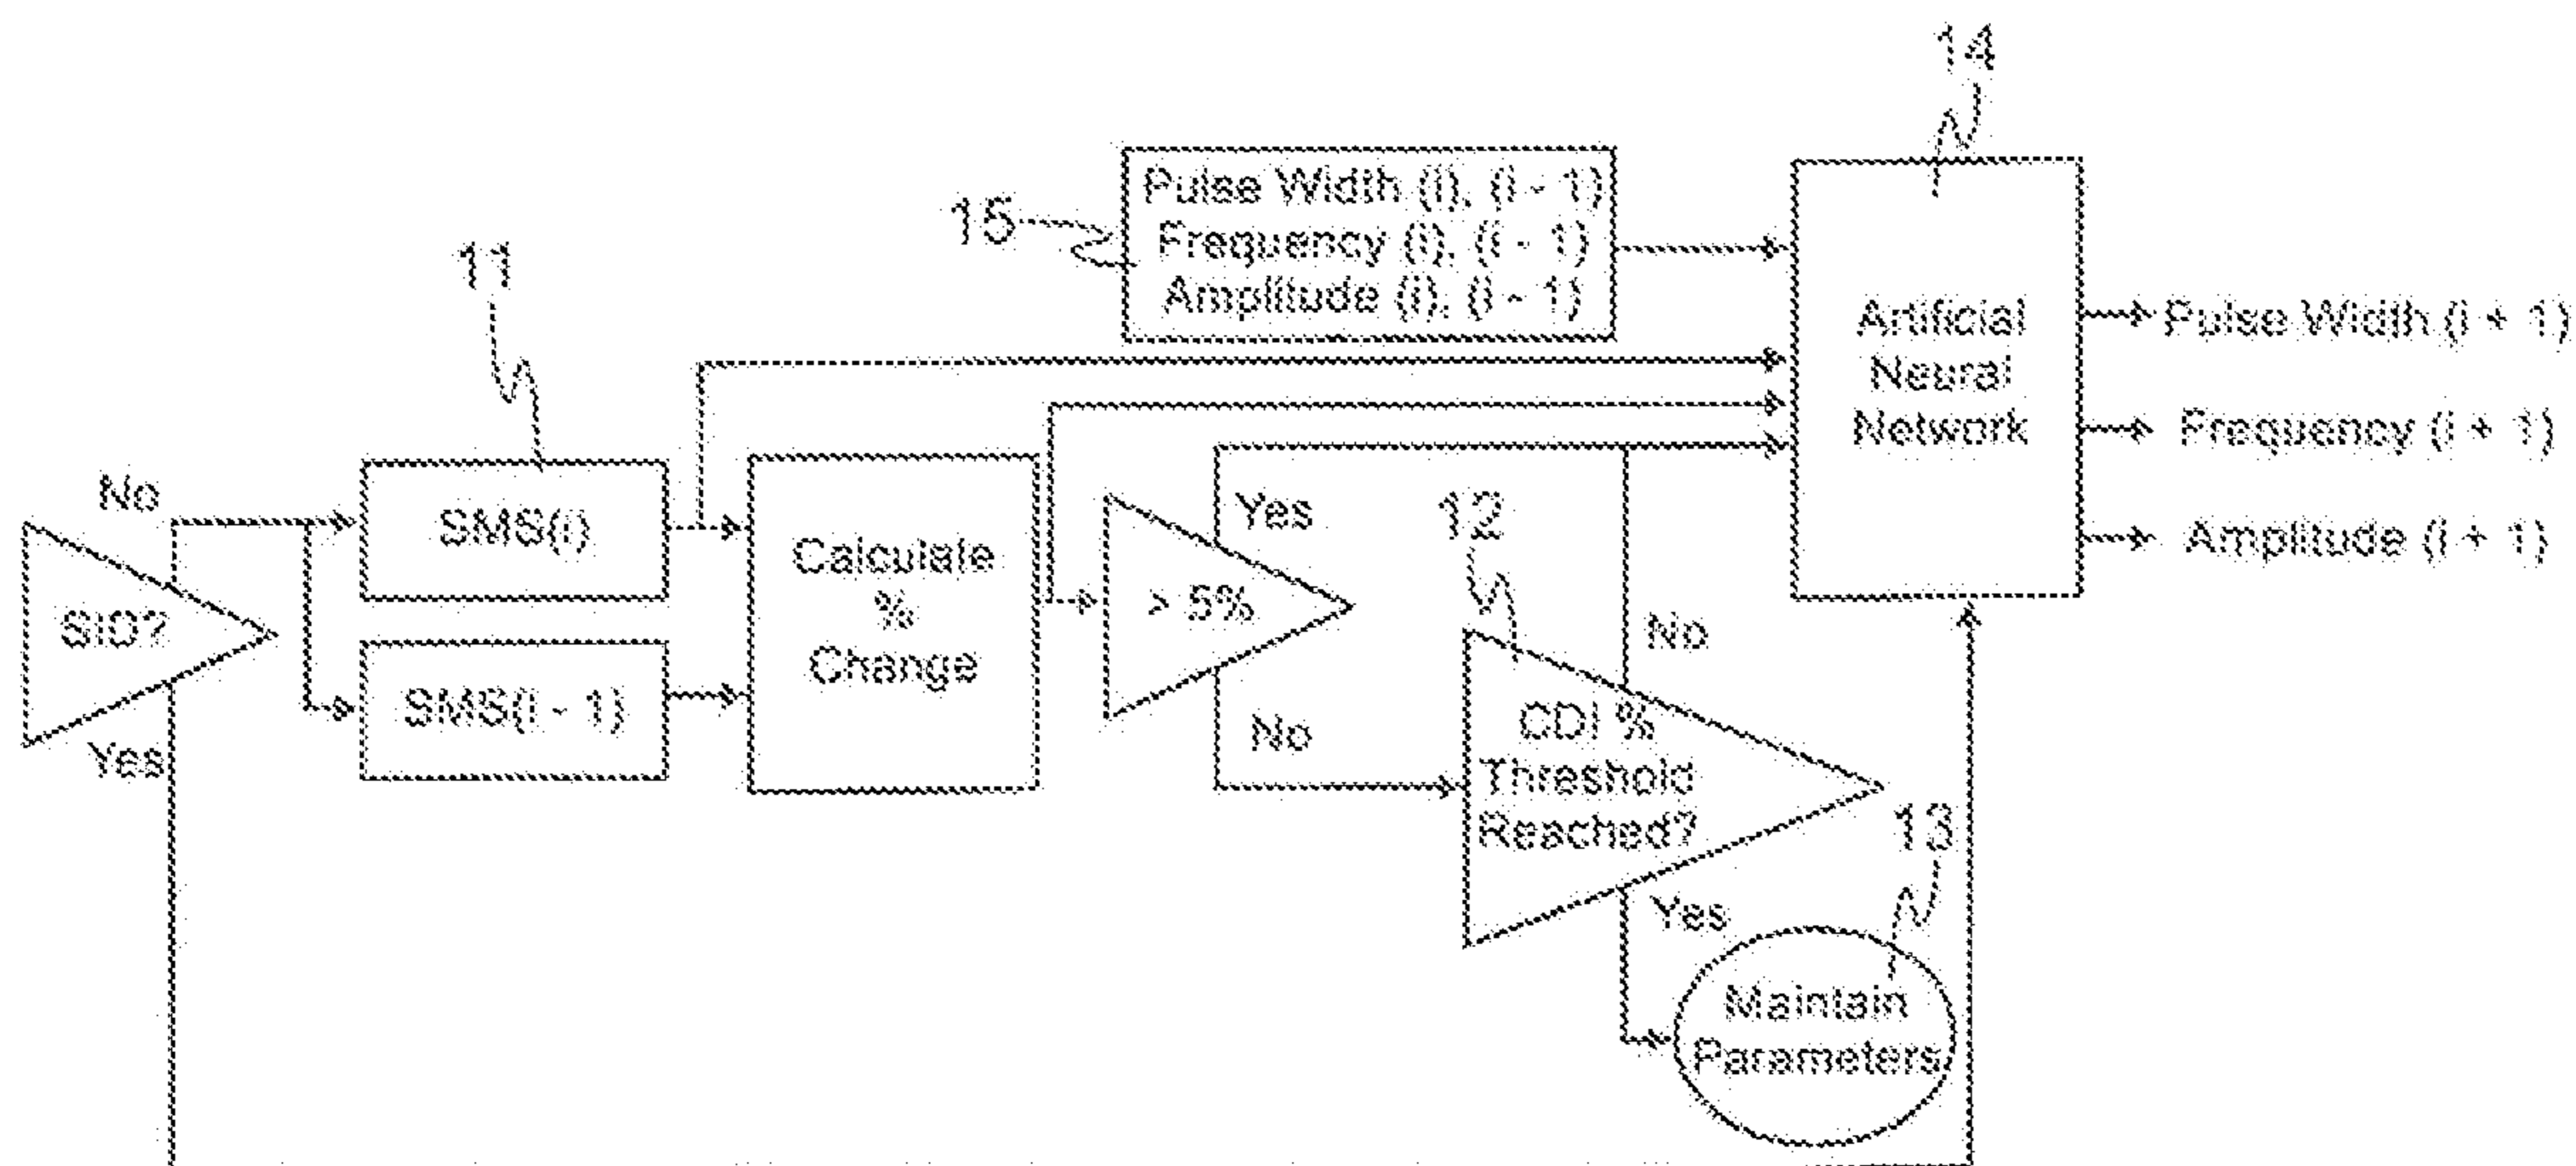 14
15
Pulse Width (i), (i - 1)
Frequency (i), (i - 1)
Amplitude (i), (i - 1)
11
Artificial
Neural
Network
Pulse Width (i + 1)
Frequency (i + 1)
Amplitude (i + 1)
No
SMS(i)
Calculate
%
Change
Yes
> 5%
12
No
SID?
SMS(i - 1)
Yes
No
CDI %
Threshold
Reached?
13
Yes
Maintain
Parameters